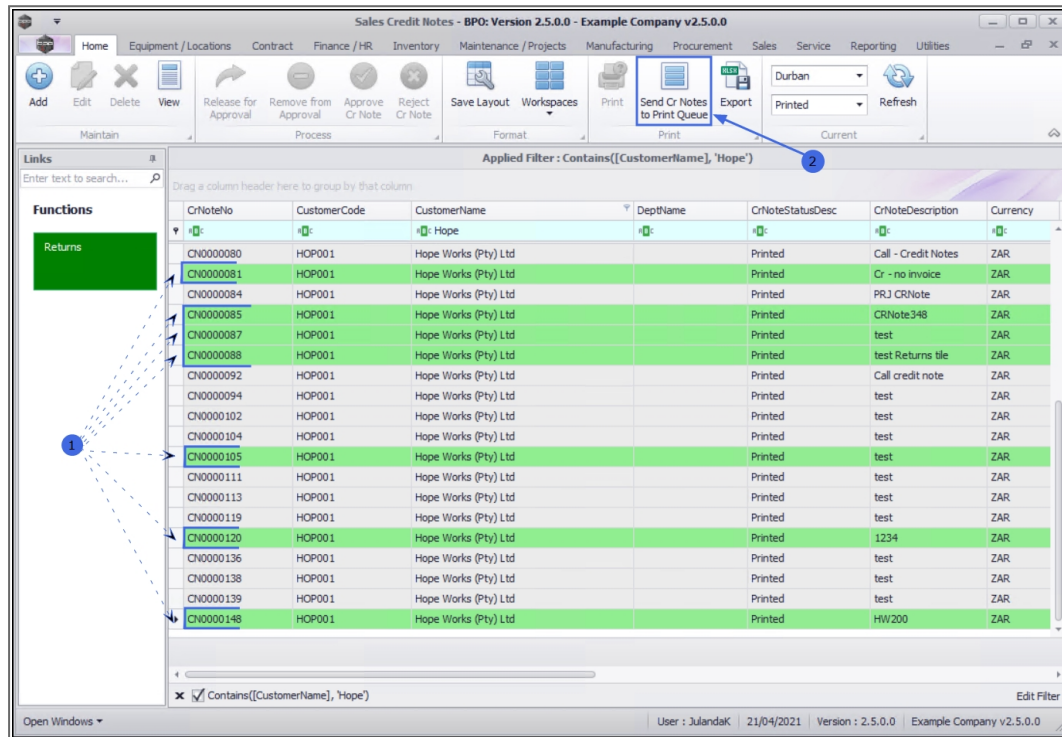 Sales Credit Notes - BPO: Version 2.5.0.0 - Example Company v2.5.0.0
Home Equipment / Locations Contract Finance / HR Inventory Maintenance / Projects Manufacturing Procurement Sales Service Reporting Utilities
Add Edit Delete View Release for Approval Remove from Approval Approve Cr Note Reject Cr Note Save Layout Workspaces Print Send Cr Notes to Print Queue Export Durban Printed Refresh
Maintain Process Format Print Current
Links
Applied Filter : Contains([CustomerName], 'Hope')
2
Enter text to search...
Drag a column header here to group by that column
Functions
Returns
CrNoteNo CustomerCode CustomerName DeptName CrNoteStatusDesc CrNoteDescription Currency
Hope
CN0000080 HOP001 Hope Works (Pty) Ltd Printed Call - Credit Notes ZAR
CN0000081 HOP001 Hope Works (Pty) Ltd Printed Cr - no invoice ZAR
CN0000084 HOP001 Hope Works (Pty) Ltd Printed PRJ CRNote ZAR
CN0000085 HOP001 Hope Works (Pty) Ltd Printed CRNote348 ZAR
CN0000087 HOP001 Hope Works (Pty) Ltd Printed test ZAR
CN0000088 HOP001 Hope Works (Pty) Ltd Printed test Returns tile ZAR
CN0000092 HOP001 Hope Works (Pty) Ltd Printed Call credit note ZAR
CN0000094 HOP001 Hope Works (Pty) Ltd Printed test ZAR
CN0000102 HOP001 Hope Works (Pty) Ltd Printed test ZAR
CN0000104 HOP001 Hope Works (Pty) Ltd Printed test ZAR
1
CN0000105 HOP001 Hope Works (Pty) Ltd Printed test ZAR
CN0000111 HOP001 Hope Works (Pty) Ltd Printed test ZAR
CN0000113 HOP001 Hope Works (Pty) Ltd Printed test ZAR
CN0000119 HOP001 Hope Works (Pty) Ltd Printed test ZAR
CN0000120 HOP001 Hope Works (Pty) Ltd Printed 1234 ZAR
CN0000136 HOP001 Hope Works (Pty) Ltd Printed test ZAR
CN0000138 HOP001 Hope Works (Pty) Ltd Printed test ZAR
CN0000139 HOP001 Hope Works (Pty) Ltd Printed test ZAR
CN0000148 HOP001 Hope Works (Pty) Ltd Printed HW200 ZAR
Contains([CustomerName], 'Hope') Edit Filter
Open Windows User : JulandaK 21/04/2021 Version : 2.5.0.0 Example Company v2.5.0.0